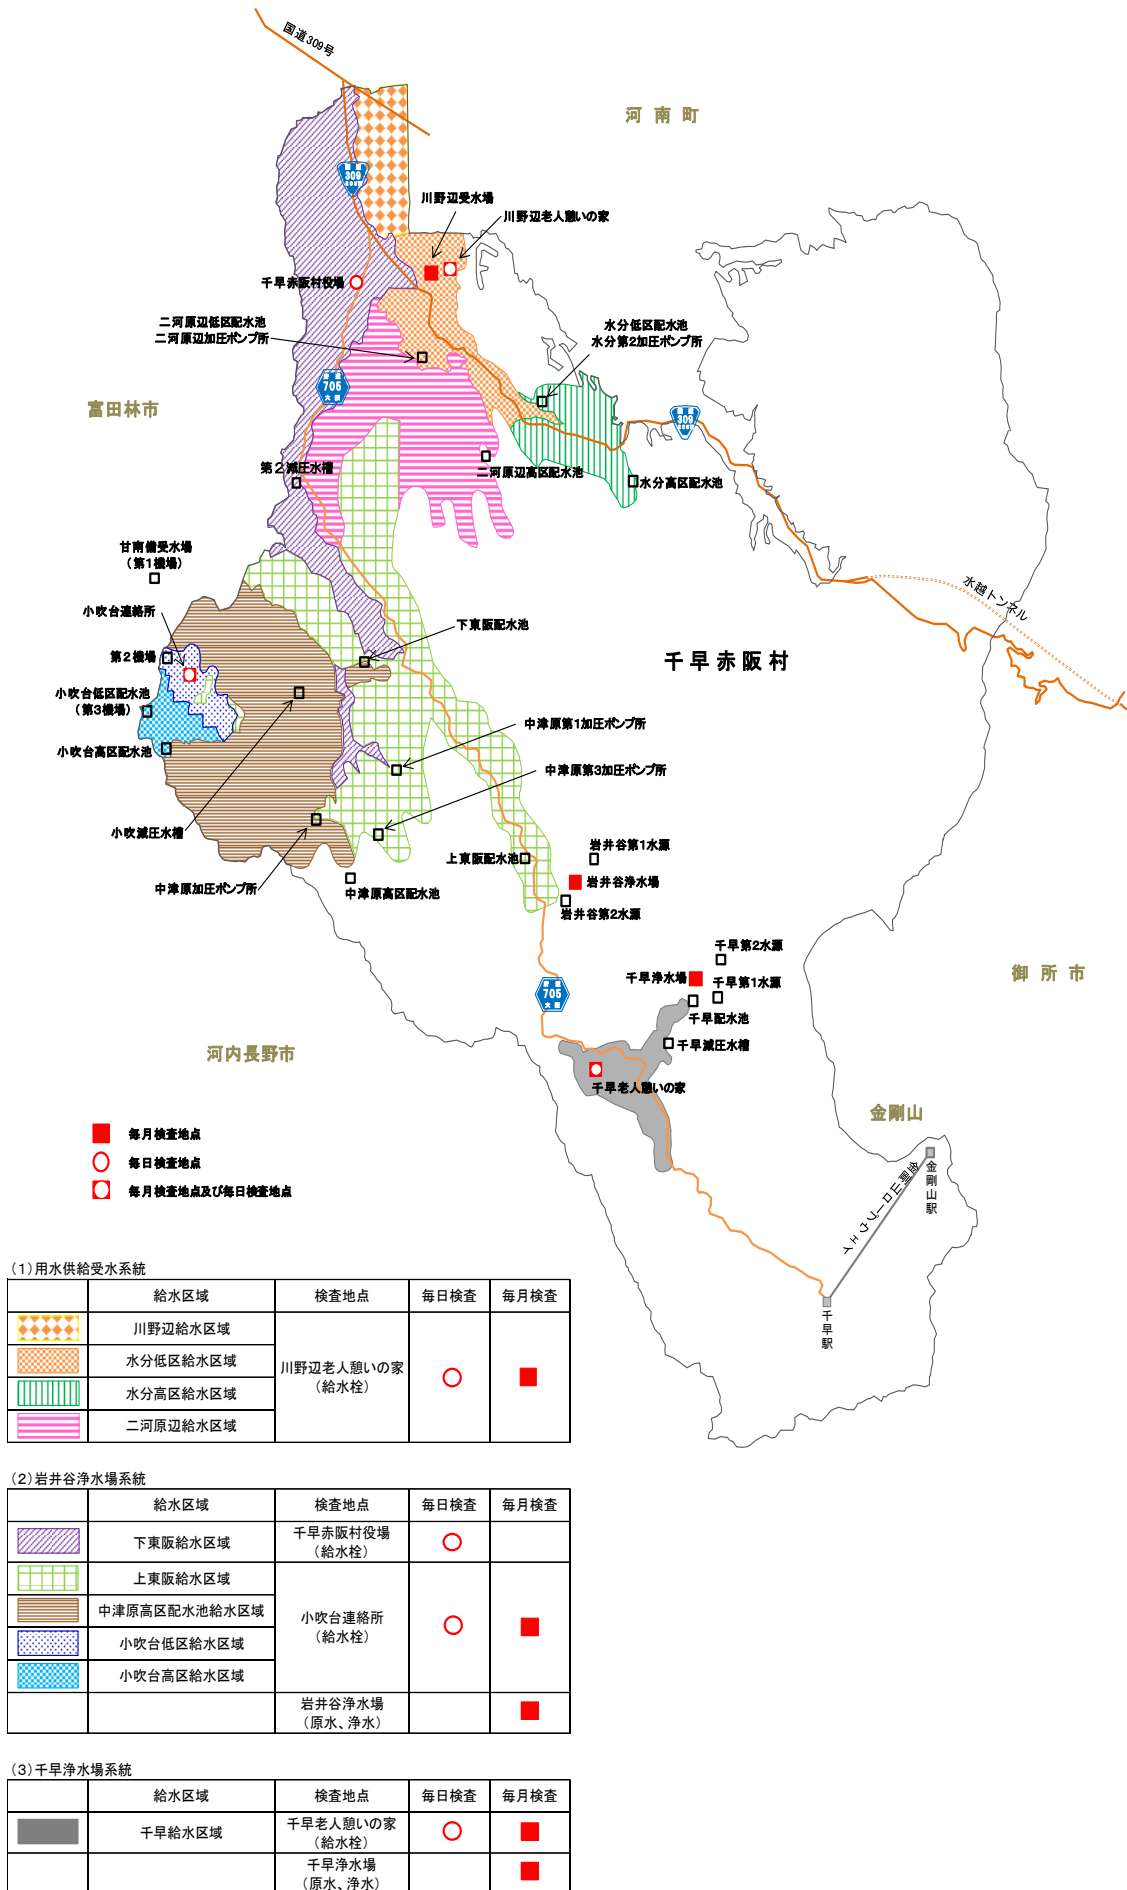 国道309号
河南町
国道
309
ROUTE
川野辺受水場
川野辺老人憩いの家
千早赤阪村役場
二河原辺低区配水池
二河原辺加圧ポンプ所
水分低区配水池
水分第2加圧ポンプ所
府道
705
大阪
富田林市
国道
309
ROUTE
第2減圧水槽
二河原辺高区配水池
水分高区配水池
甘南備受水場
(第1機場)
水越トンネル
小吹台連絡所
下東阪配水池
第2機場
千早赤阪村
小吹台低区配水池
(第3機場)
中津原第1加圧ポンプ所
小吹台高区配水池
中津原第3加圧ポンプ所
小吹減圧水槽
岩井谷第1水源
上東阪配水池
中津原加圧ポンプ所
岩井谷浄水場
中津原高区配水池
岩井谷第2水源
千早第2水源
御所市
千早浄水場
千早第1水源
府道
705
大阪
千早配水池
河内長野市
千早減圧水槽
千早老人憩いの家
金剛山
毎月検査地点
毎日検査地点
毎月検査地点及び毎日検査地点
金剛山駅
金剛山ロープウェイ
千早駅
(1)用水供給受水系統
給水区域 検査地点 毎日検査 毎月検査
川野辺給水区域
水分低区給水区域
川野辺老人憩いの家
(給水栓)
水分高区給水区域
二河原辺給水区域
(2)岩井谷浄水場系統
給水区域 検査地点 毎日検査 毎月検査
下東阪給水区域
千早赤阪村役場
(給水栓)
上東阪給水区域
中津原高区配水池給水区域
小吹台連絡所
(給水栓)
小吹台低区給水区域
小吹台高区給水区域
岩井谷浄水場
(原水、浄水)
(3)千早浄水場系統
給水区域 検査地点 毎日検査 毎月検査
千早給水区域
千早老人憩いの家
(給水栓)
千早浄水場
(原水、浄水)